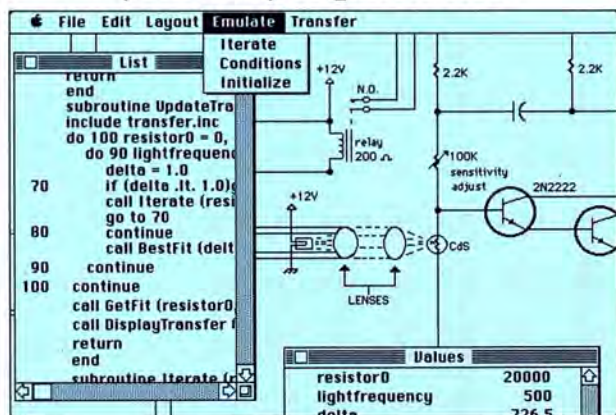 File Edit Layout Emulate Transfer
Iterate
Conditions
Initialize
List
return
end
subroutine UpdateTra
include transfer.inc
do 100 resistor0 = 0,
do 90 lightfrequenc
delta = 1.0
70 if (delta .lt. 1.0)g
call Iterate (resi
go to 70
80 continue
call BestFit (delt
90 continue
100 continue
call GetFit (resistor0,
call DisplayTransfer f
return
end
subroutine Iterate (r
+12V
N.O.
relay
200 Ω
+12V
LENSES
2.2K
2.2K
100K
sensitivity
adjust
2N2222
CdS
Values
resistor0 20000
lightfrequency 500
delta 226.5